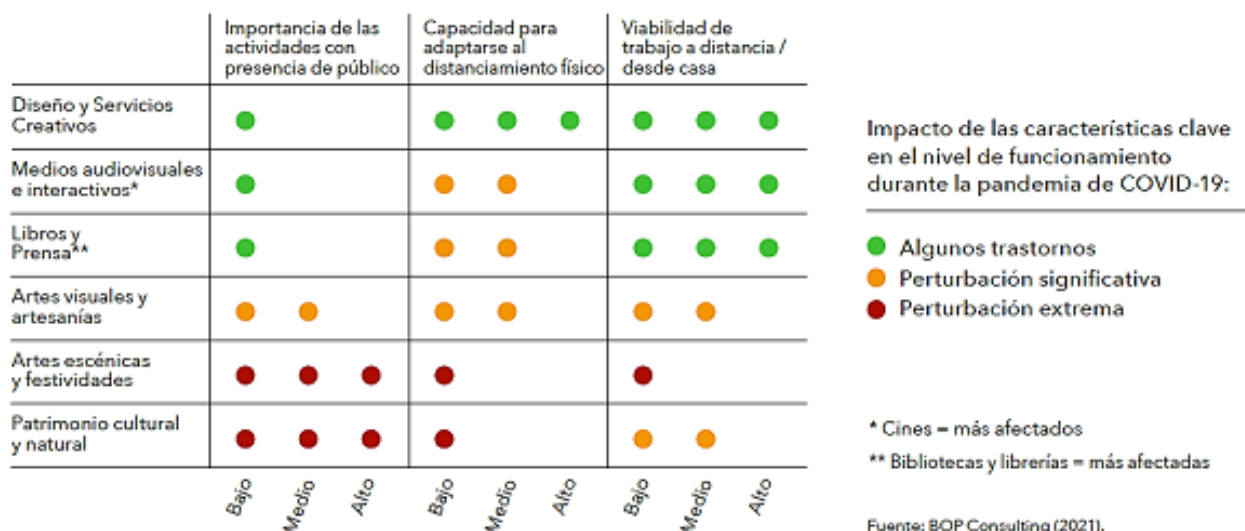 Importancia de las
actividades con
presencia de público
Capacidad para
adaptarse al
distanciamiento físico
Viabilidad de
trabajo a distancia /
desde casa
Diseño y Servicios
Creativos
Medios audiovisuales
e interactivos*
Libros y
Prensa**
Artes visuales y
artesanías
Artes escénicas
y festividades
Patrimonio cultural
y natural
Bajo
Medio
Alto
Bajo
Medio
Alto
Bajo
Medio
Alto
Impacto de las características clave
en el nivel de funcionamiento
durante la pandemia de COVID-19:
Algunos trastornos
Perturbación significativa
Perturbación extrema
* Cines = más afectados
** Bibliotecas y librerías = más afectadas
Fuente: BOP Consulting (2021).